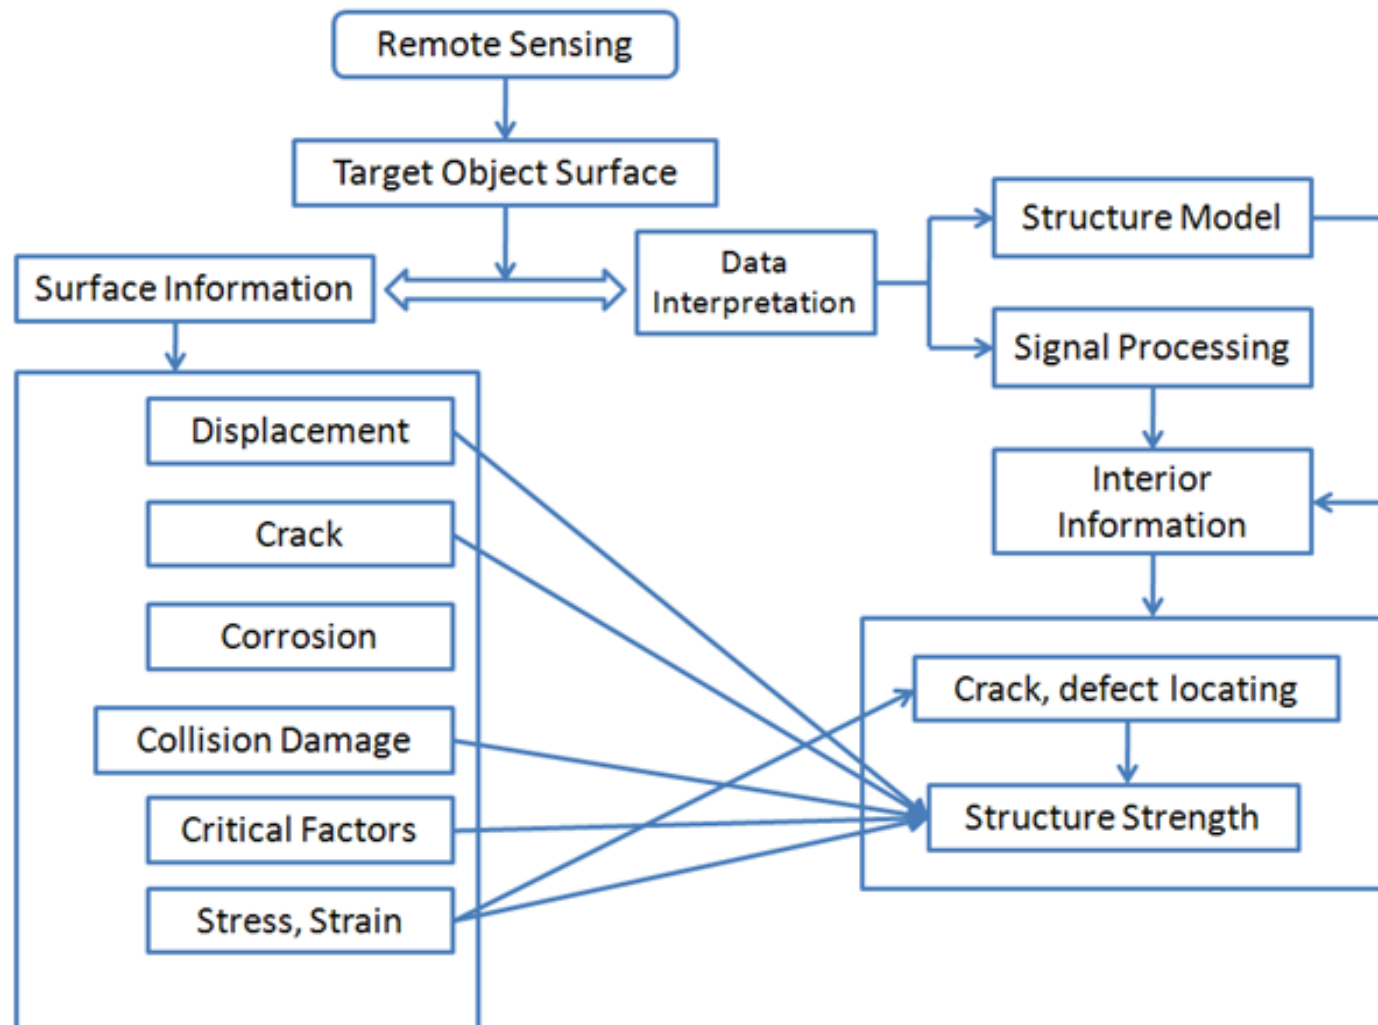 Remote Sensing
Target Object Surface
Surface Information
Data
Interpretation
Structure Model
Signal Processing
Interior
Information
Displacement
Crack
Corrosion
Collision Damage
Critical Factors
Stress, Strain
Crack, defect locating
Structure Strength